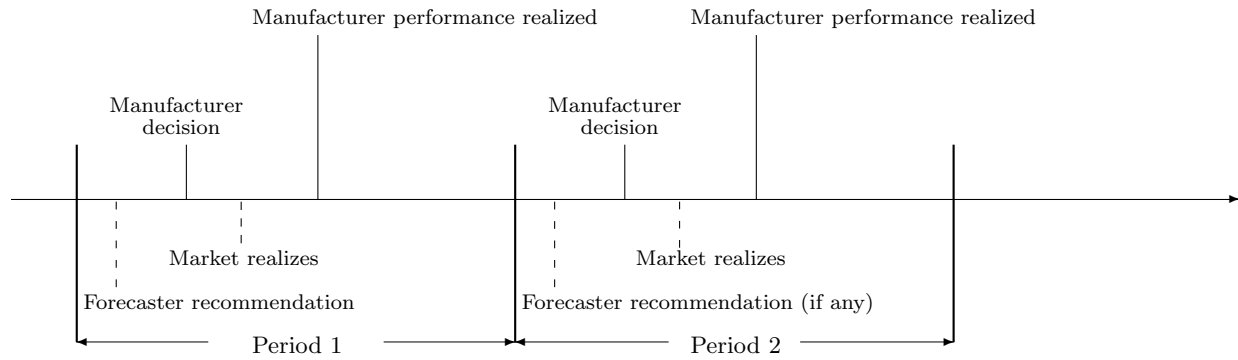 Manufacturer performance realized
Manufacturer performance realized
Manufacturer
decision
Manufacturer
decision
Market realizes
Market realizes
Forecaster recommendation
Forecaster recommendation (if any)
Period 1
Period 2